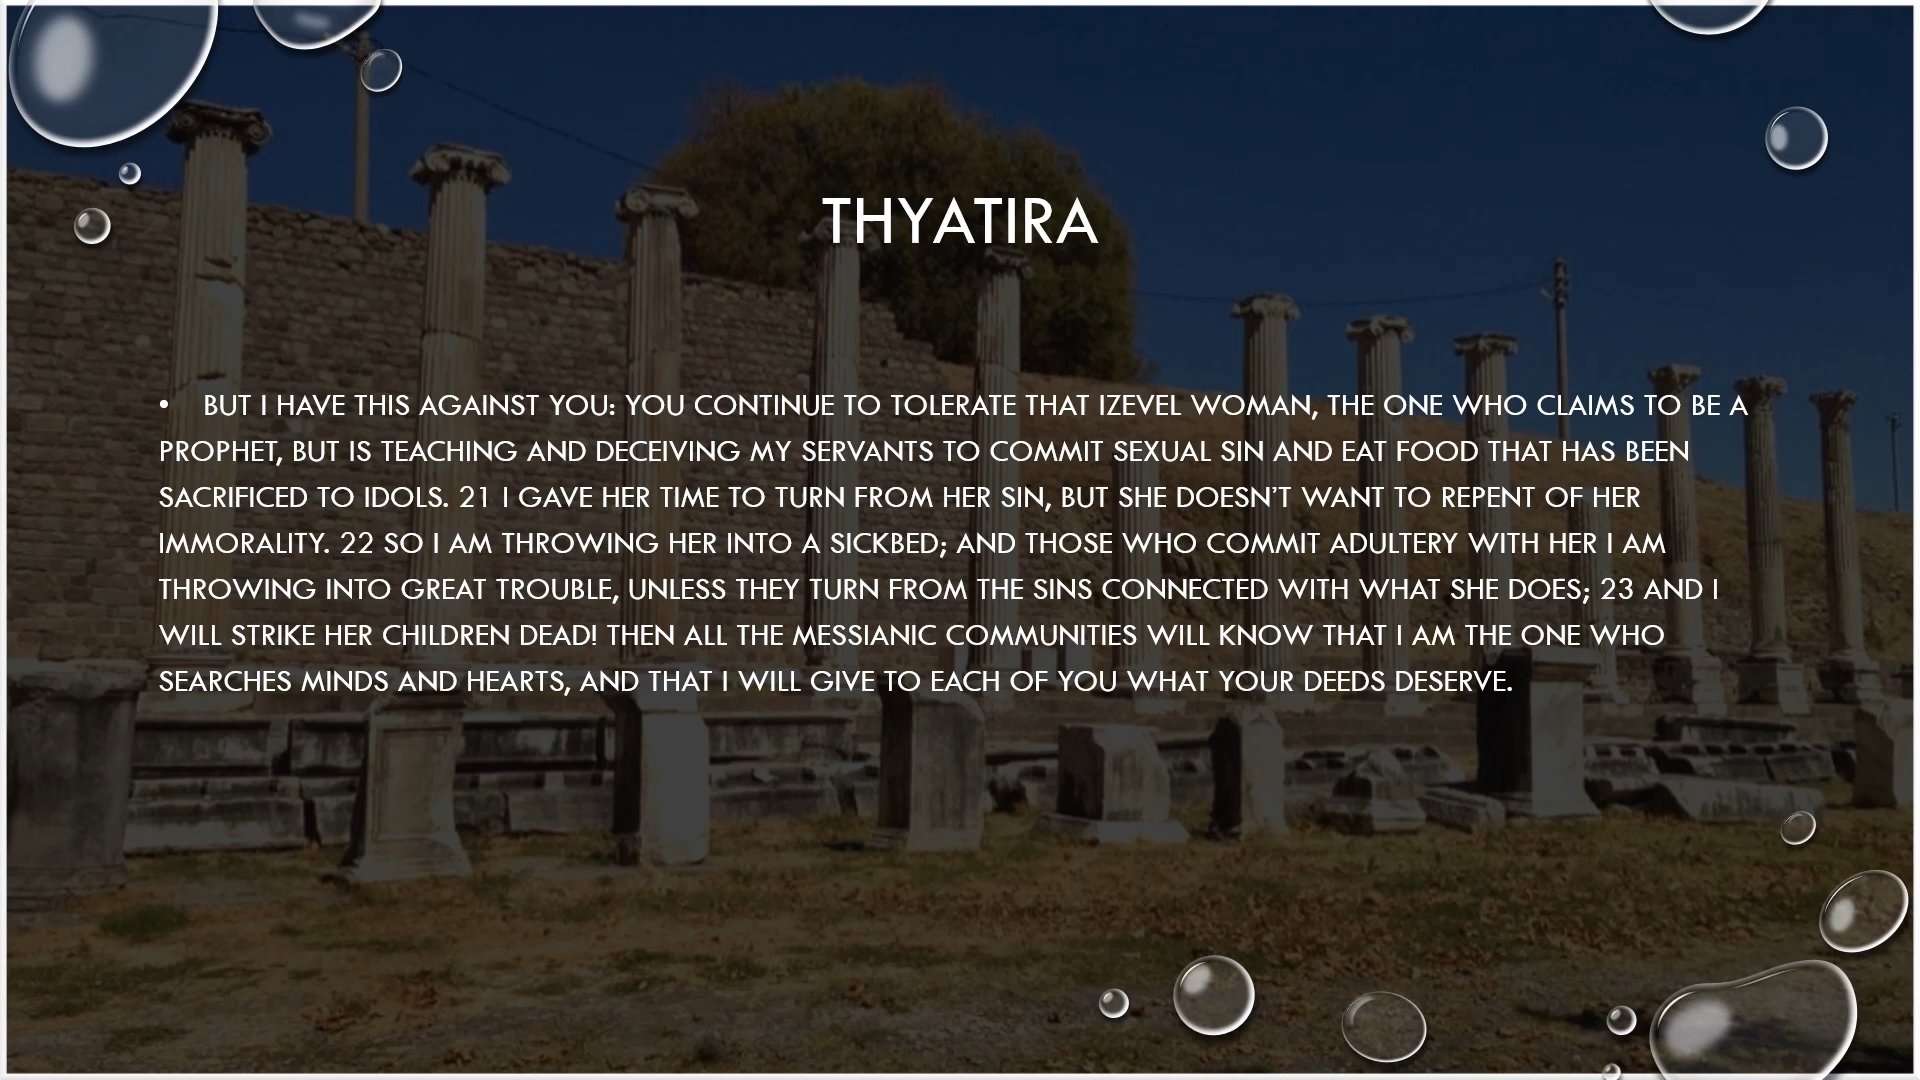 THYATIRA
• BUT I HAVE THIS AGAINST YOU: YOU CONTINUE TO TOLERATE THAT IZEVEL WOMAN, THE ONE WHO CLAIMS TO BE A
PROPHET, BUT IS TEACHING AND DECEIVING MY SERVANTS TO COMMIT SEXUAL SIN AND EAT FOOD THAT HAS BEEN
SACRIFICED TO IDOLS. 21 I GAVE HER TIME TO TURN FROM HER SIN, BUT SHE DOESN’T WANT TO REPENT OF HER
IMMORALITY. 22 SO I AM THROWING HER INTO A SICKBED; AND THOSE WHO COMMIT ADULTERY WITH HER I AM
THROWING INTO GREAT TROUBLE, UNLESS THEY TURN FROM THE SINS CONNECTED WITH WHAT SHE DOES; 23 AND I
WILL STRIKE HER CHILDREN DEAD! THEN ALL THE MESSIANIC COMMUNITIES WILL KNOW THAT I AM THE ONE WHO
SEARCHES MINDS AND HEARTS, AND THAT I WILL GIVE TO EACH OF YOU WHAT YOUR DEEDS DESERVE.